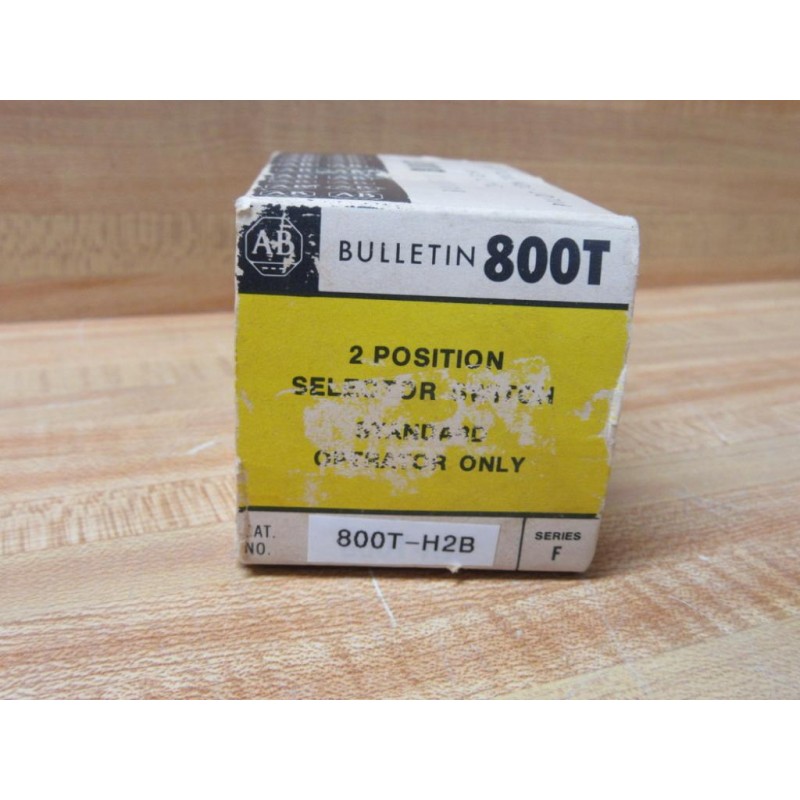 AB
BULLETIN 800T
2 POSITION
SELECTOR SWITCH
STANDARD
OPERATOR ONLY
AT.
NO.
800T-H2B
SERIES
F